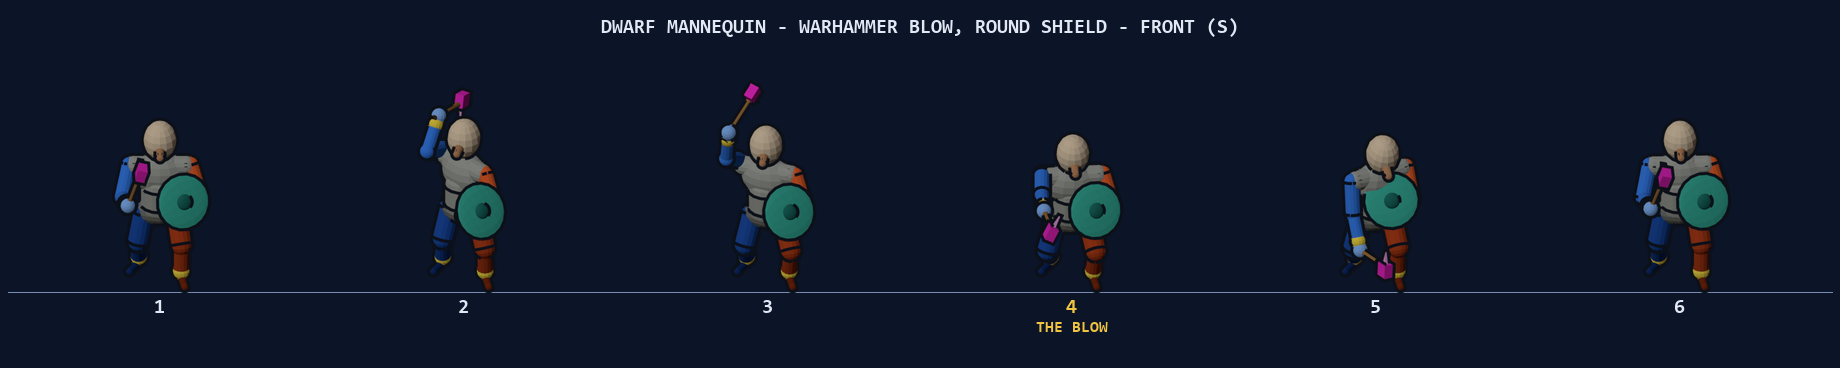 DWARF MANNEQUIN - WARHAMMER BLOW, ROUND SHIELD - FRONT (S)
1 2 3 4 5 6
THE BLOW